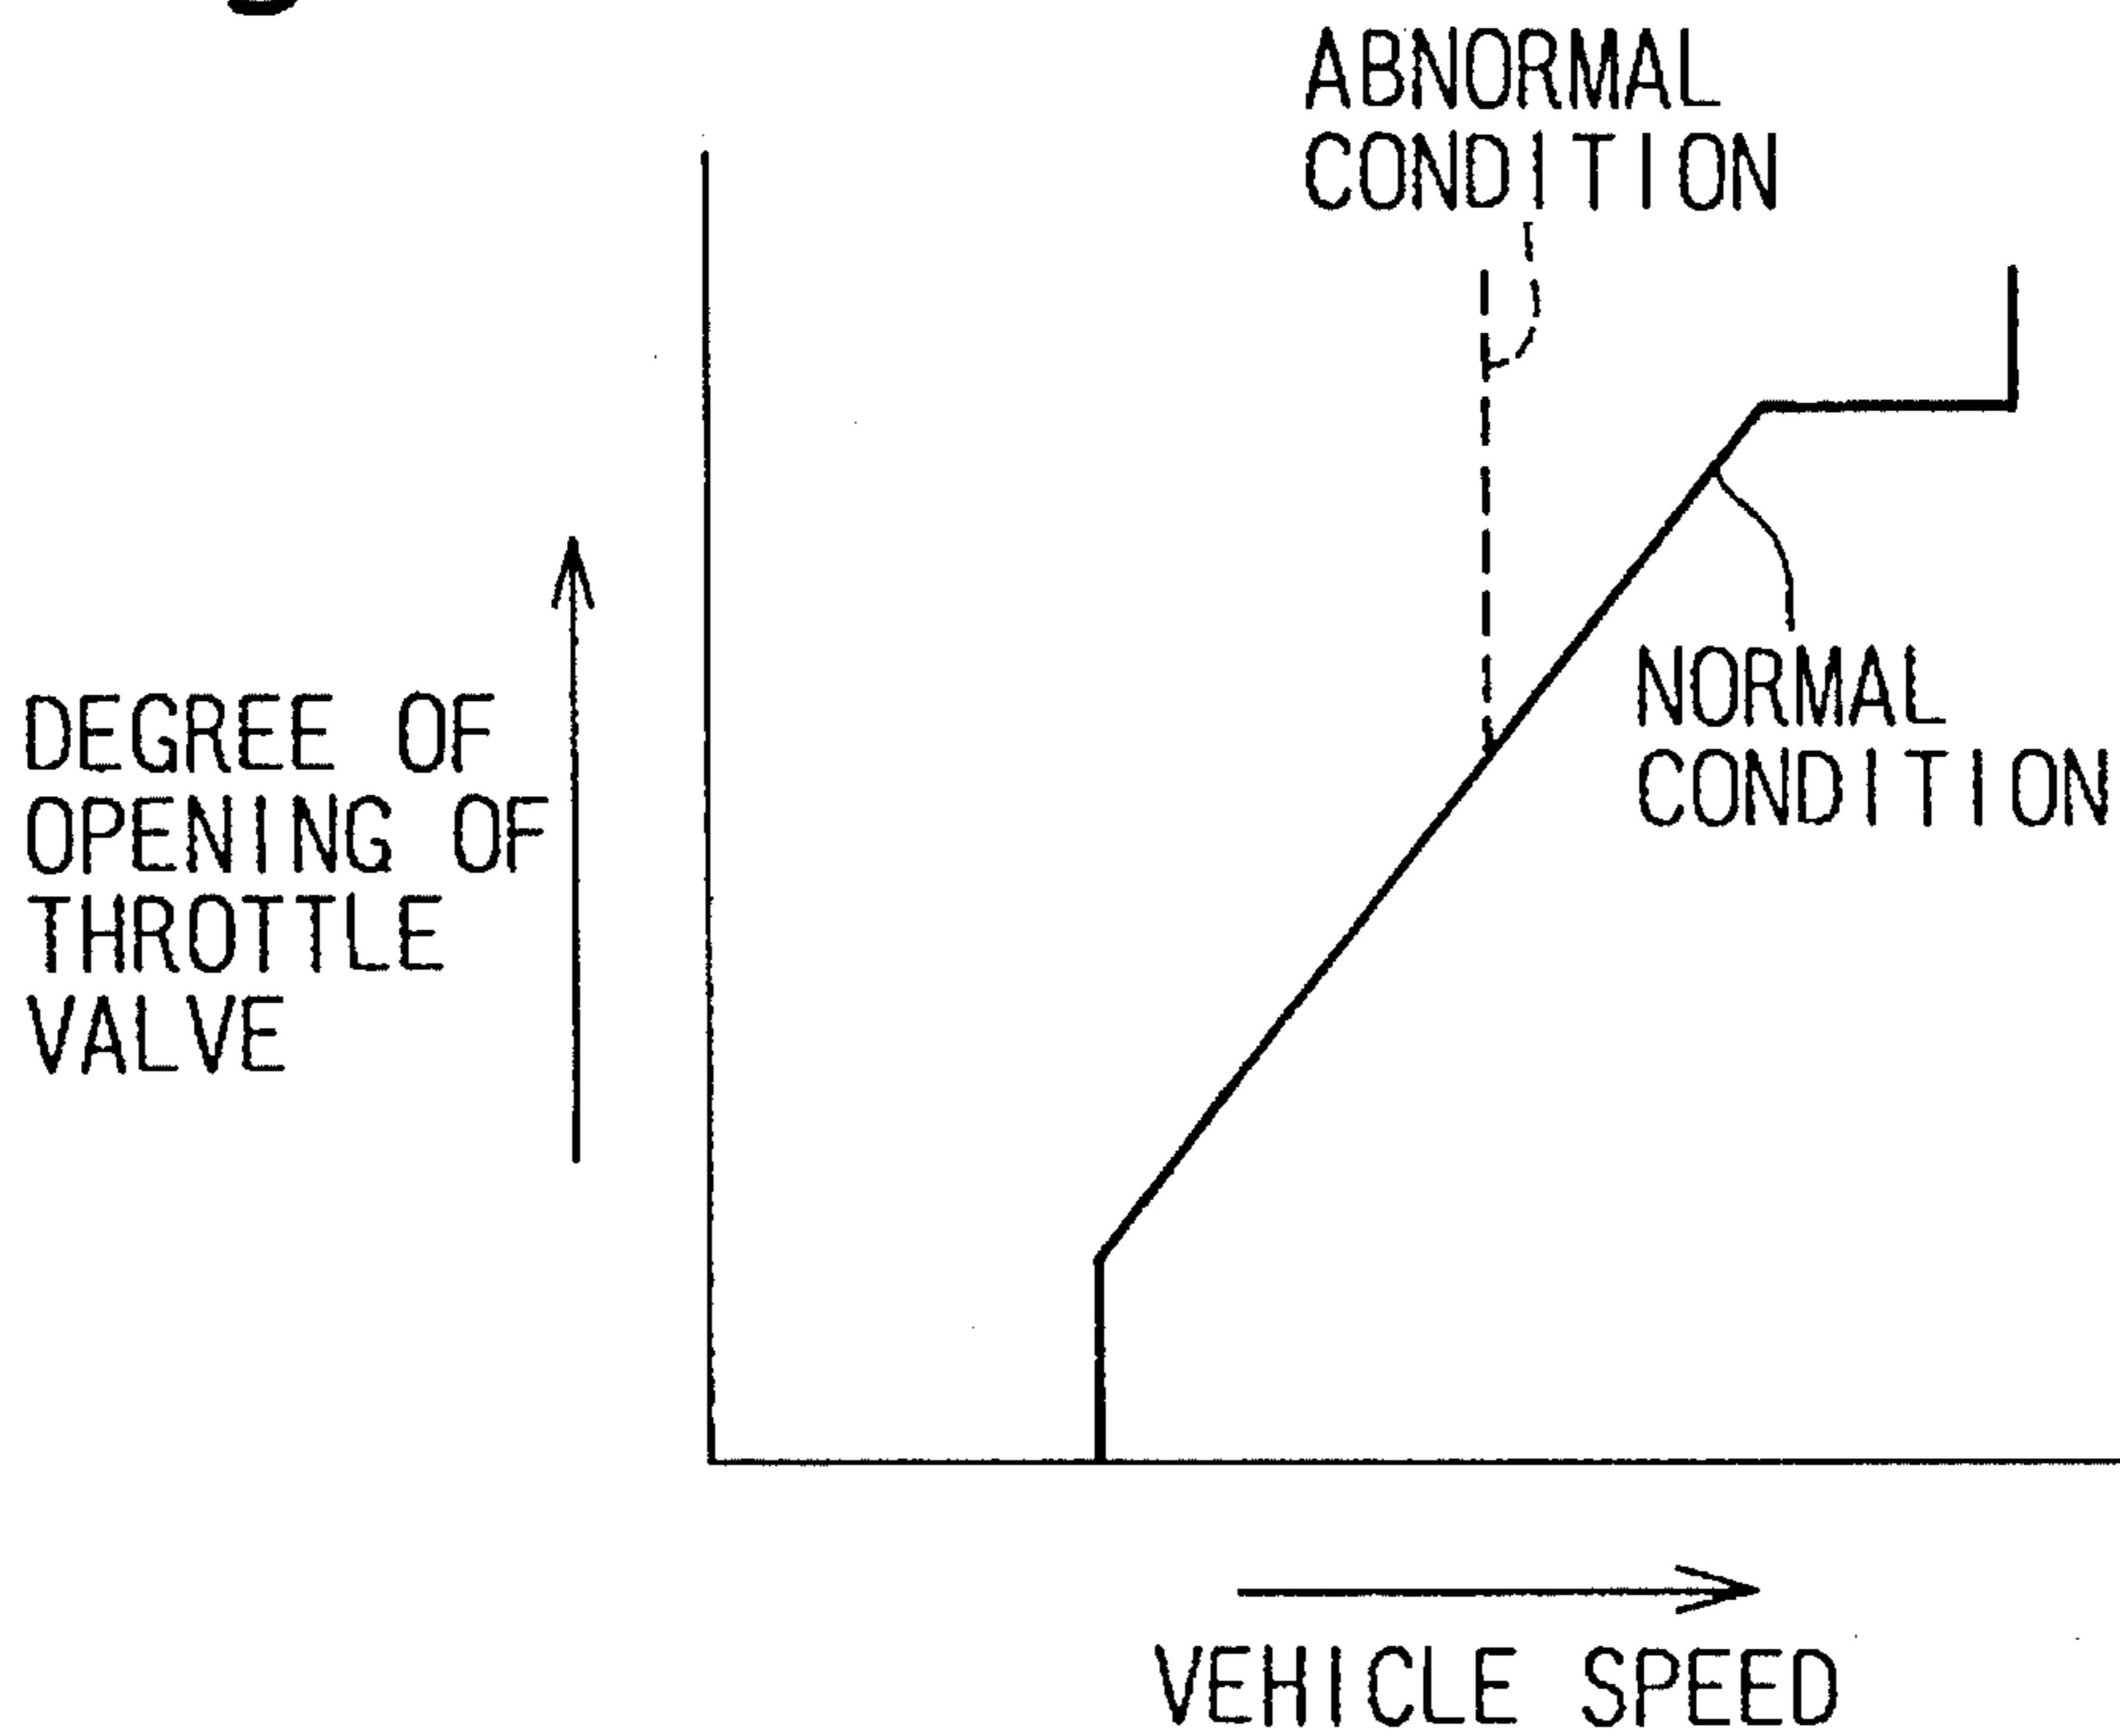 ABNORMAL
CONDITION
NORMAL
CONDITION
DEGREE OF
OPENING OF
THROTTLE
VALVE
VEHICLE SPEED